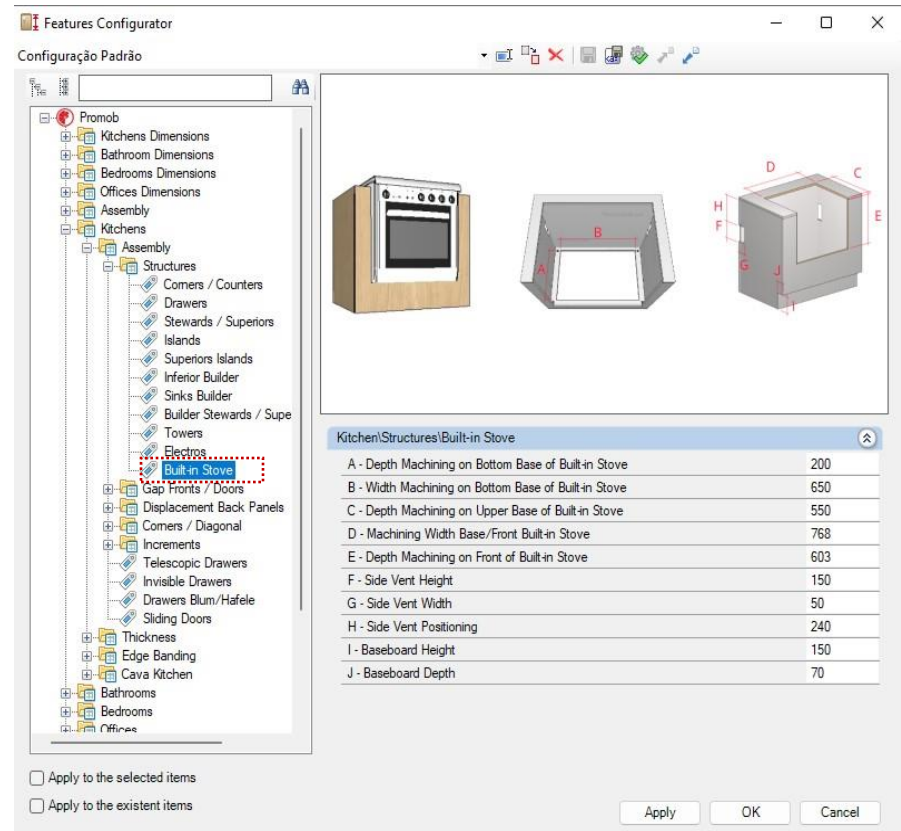 Features Configurator
Configuração Padrão
Promob
Kitchens Dimensions
Bathroom Dimensions
Bedrooms Dimensions
Offices Dimensions
Assembly
Kitchens
Assembly
Structures
Corners / Counters
Drawers
Stewards / Superiors
Islands
Superiors Islands
Inferior Builder
Sinks Builder
Builder Stewards / Supe
Towers
Electros
Built-in Stove
Gap Fronts / Doors
Displacement Back Panels
Corners / Diagonal
Increments
Telescopic Drawers
Invisible Drawers
Drawers Blum/Hafele
Sliding Doors
Thickness
Edge Banding
Cava Kitchen
Bathrooms
Bedrooms
Offices
A
B
D
C
H
F
E
G
J
I
Kitchen\Structures\Built-in Stove
A - Depth Machining on Bottom Base of Built-in Stove 200
B - Width Machining on Bottom Base of Built-in Stove 650
C - Depth Machining on Upper Base of Built-in Stove 550
D - Machining Width Base/Front Built-in Stove 768
E - Depth Machining on Front of Built-in Stove 603
F - Side Vent Height 150
G - Side Vent Width 50
H - Side Vent Positioning 240
I - Baseboard Height 150
J - Baseboard Depth 70
Apply to the selected items
Apply to the existent items
Apply OK Cancel